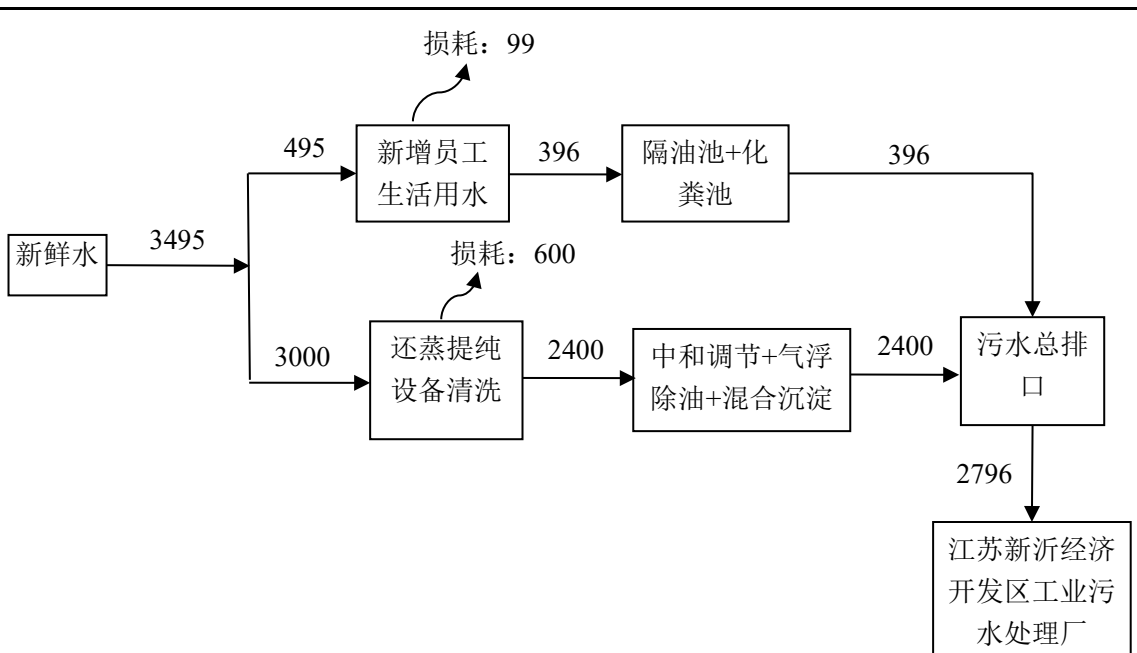 损耗：99
495
新增员工
生活用水
396
隔油池+化
粪池
396
新鲜水
3495
损耗：600
3000
还蒸提纯
设备清洗
2400
中和调节+气浮
除油+混合沉淀
2400
污水总排
口
2796
江苏新沂经济
开发区工业污
水处理厂